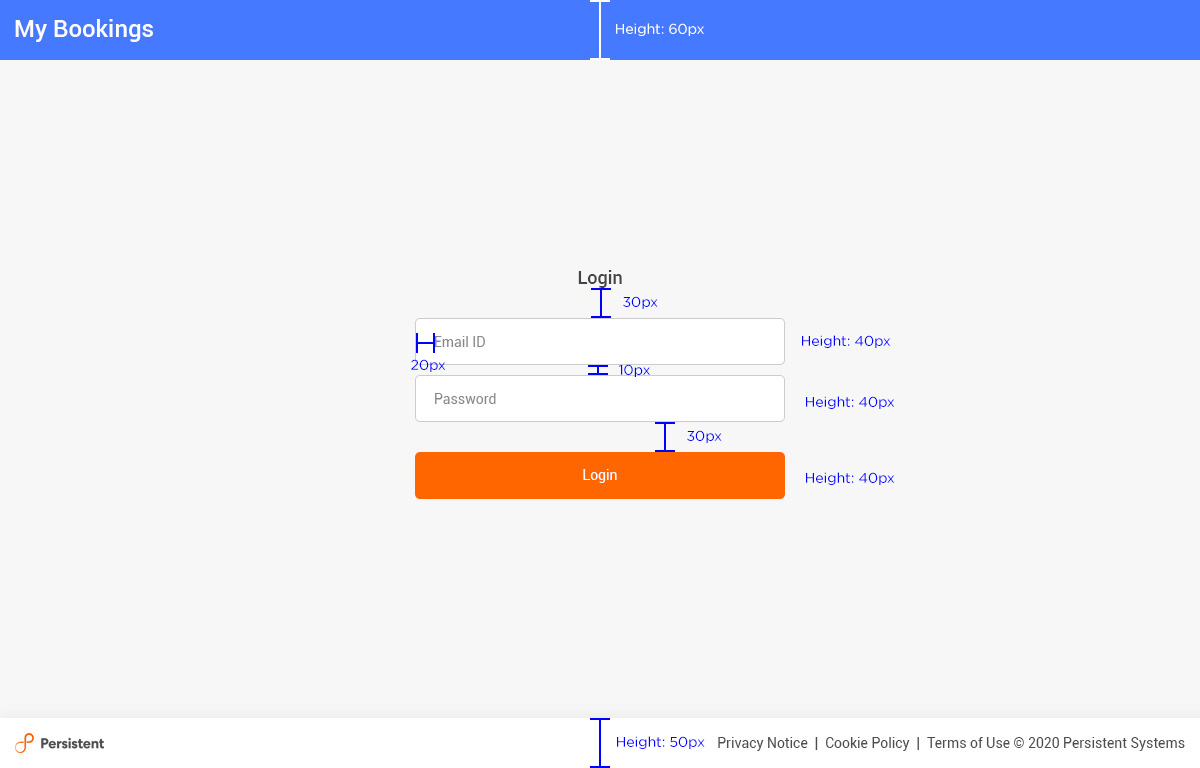 My Bookings
Height: 60px
Login
30px
Email ID
Height: 40px
20px
10px
Password
Height: 40px
30px
Login
Height: 40px
Persistent
Height: 50px
Privacy Notice | Cookie Policy | Terms of Use © 2020 Persistent Systems